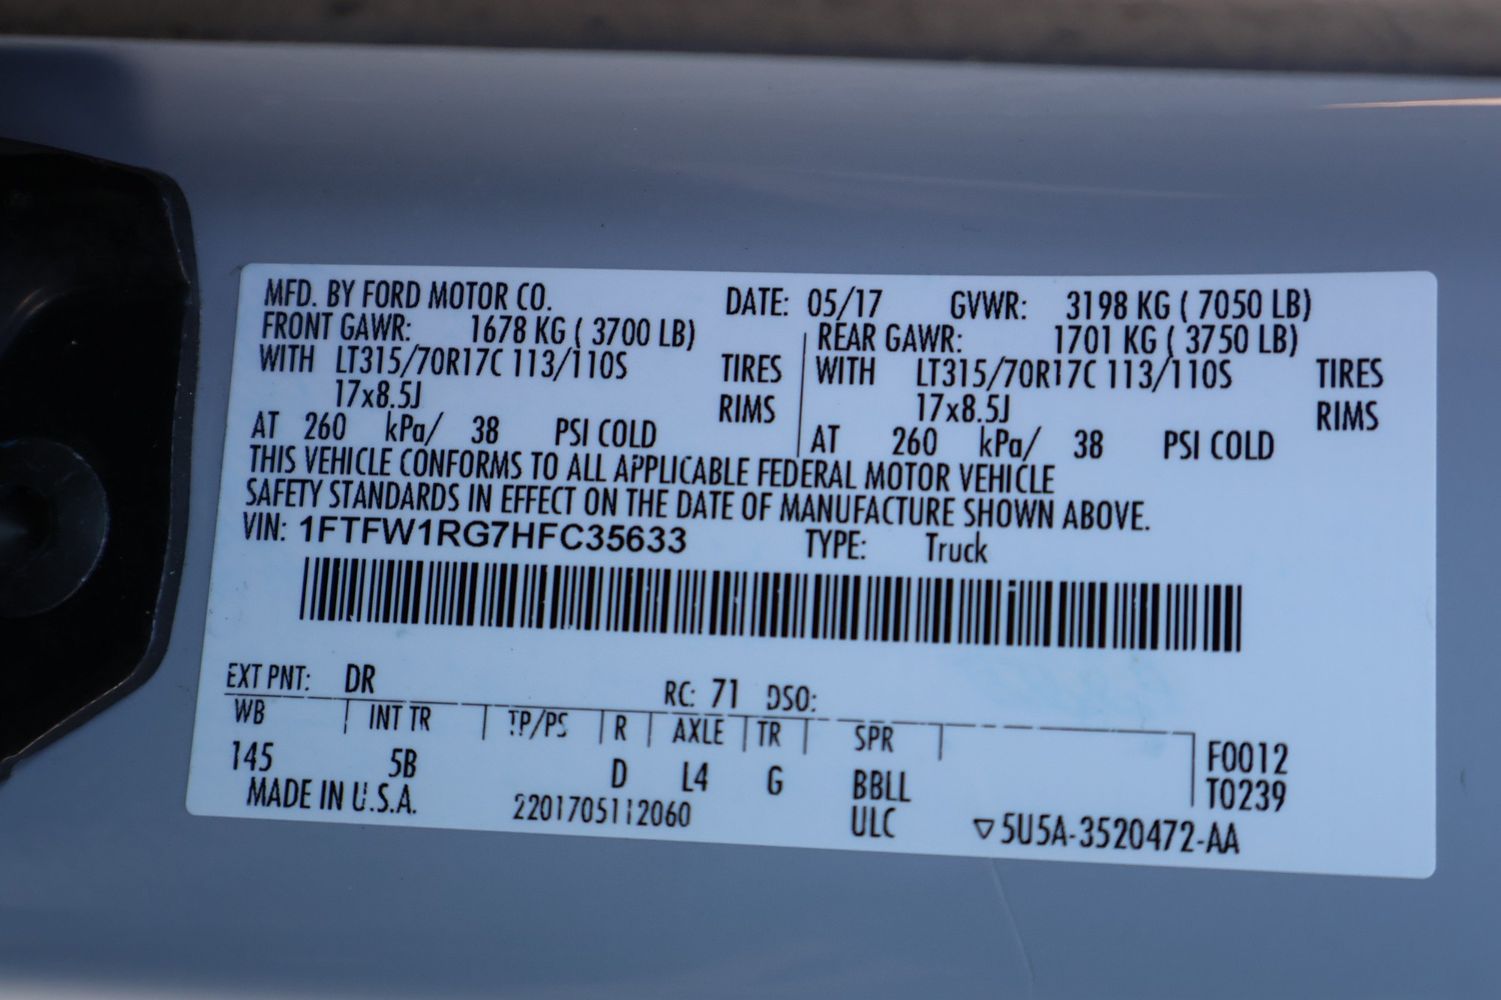 MFD. BY FORD MOTOR CO. DATE: 05/17 GVWR: 3198 KG ( 7050 LB)
FRONT GAWR: 1678 KG ( 3700 LB) REAR GAWR: 1701 KG ( 3750 LB)
WITH LT315/70R17C 113/110S TIRES WITH LT315/70R17C 113/110S TIRES
17x8.5J RIMS 17x8.5J RIMS
AT 260 kPa/ 38 PSI COLD AT 260 kPa/ 38 PSI COLD
THIS VEHICLE CONFORMS TO ALL APPLICABLE FEDERAL MOTOR VEHICLE
SAFETY STANDARDS IN EFFECT ON THE DATE OF MANUFACTURE SHOWN ABOVE.
VIN: 1FTFW1RG7HFC35633 TYPE: Truck
EXT PNT: DR RC: 71 DSO:
WB INT TR TP/PS R AXLE TR SPR F0012
145 5B D L4 G BBLL T0239
MADE IN U.S.A. 2201705112060 ULC ▽5U5A-3520472-AA